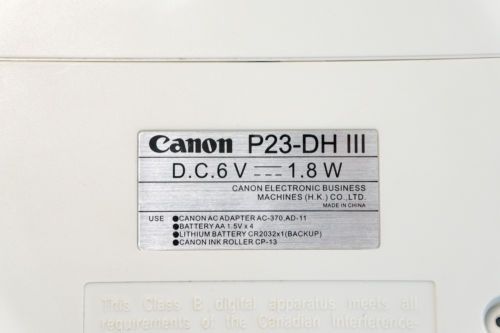 Canon P23-DH III
D.C.6V ⎓ 1.8W
CANON ELECTRONIC BUSINESS
MACHINES (H.K.) CO.,LTD.
MADE IN CHINA
USE
●CANON AC ADAPTER AC-370,AD-11
●BATTERY AA 1.5V x 4
●LITHIUM BATTERY CR2032x1(BACKUP)
●CANON INK ROLLER CP-13
This Class B digital apparatus meets all
requirements of the Canadian Interference-